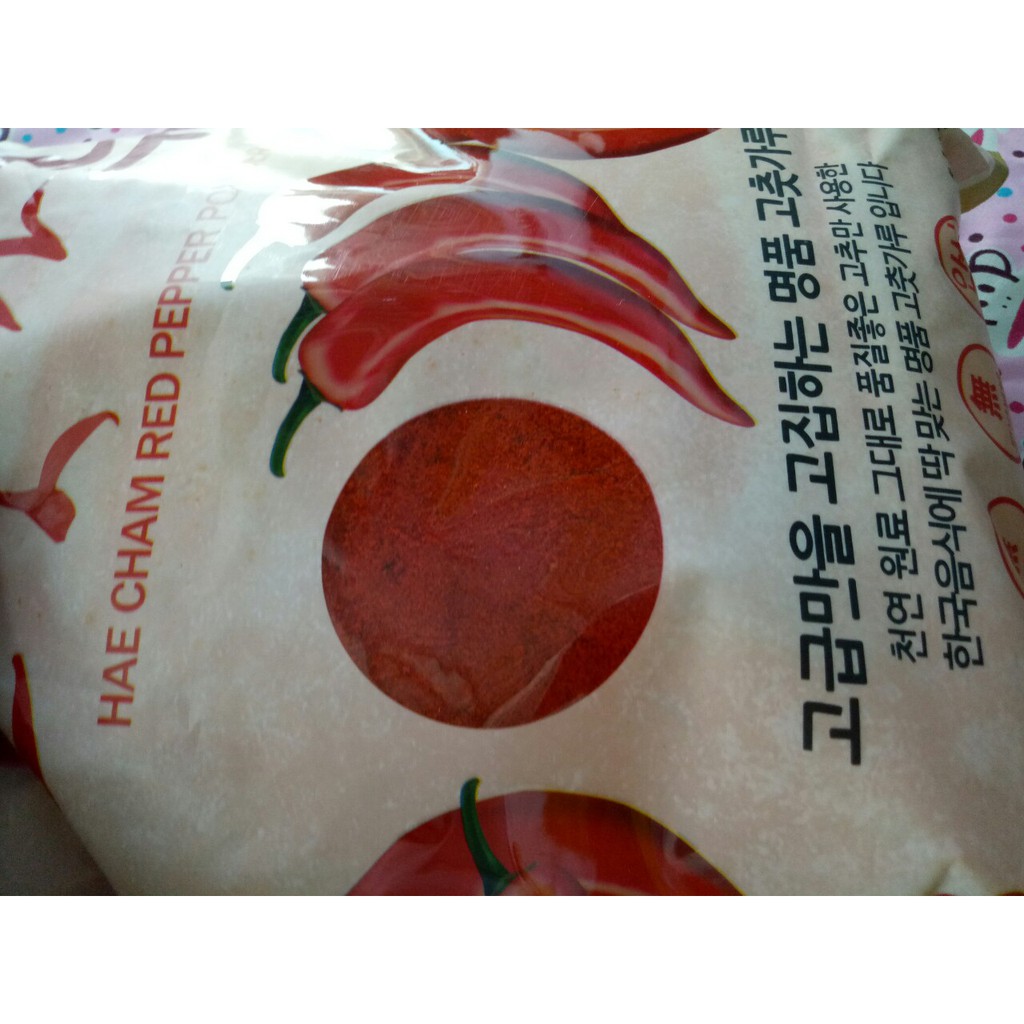 HAE CHAM RED PEPPER
고급만을 고집하는 명품 고춧가루
천연 원료 그대로 품질좋은 고추만 사용한
한국음식에 딱 맞는 명품 고춧가루 입니다
無